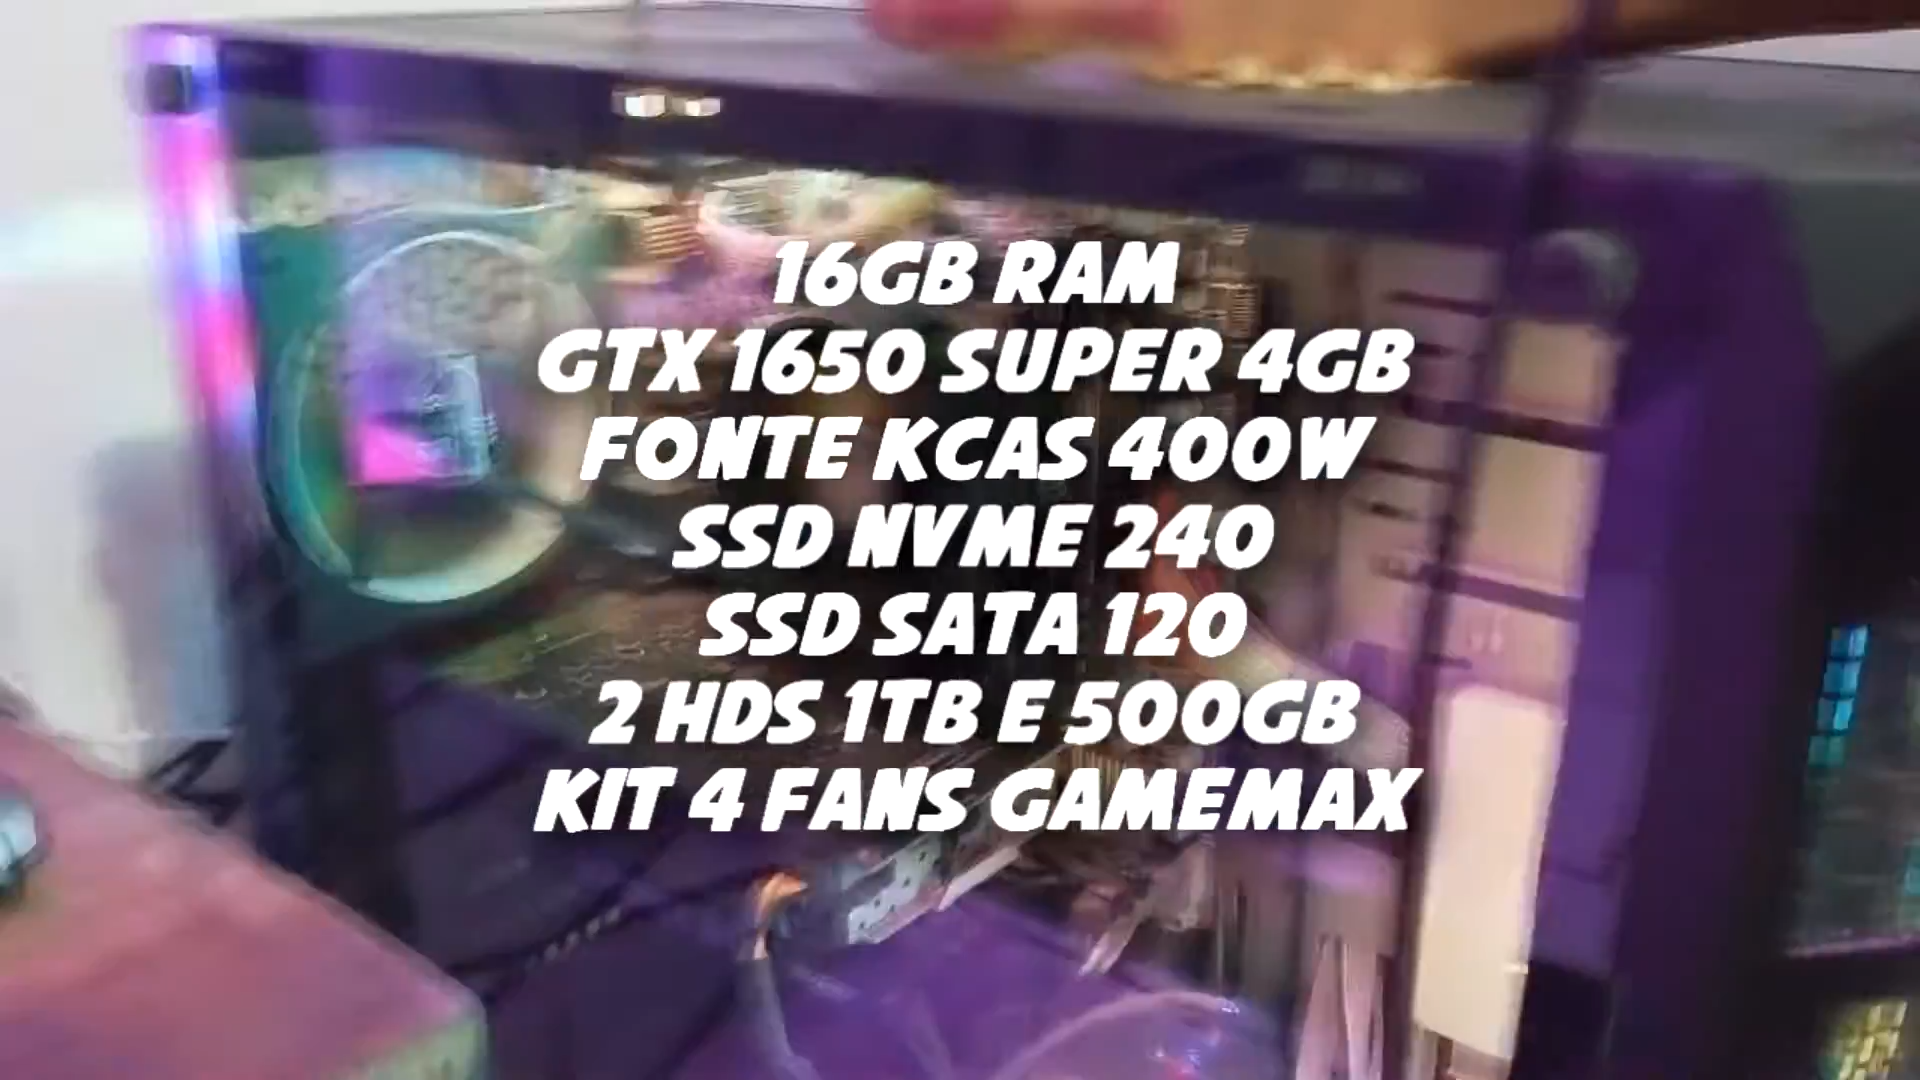 16GB RAM
GTX 1650 SUPER 4GB
FONTE KCAS 400W
SSD NVME 240
SSD SATA 120
2 HDS 1TB E 500GB
KIT 4 FANS GAMEMAX